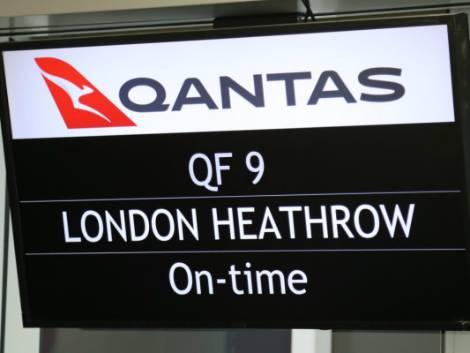 QANTAS
QF 9
LONDON HEATHROW
On-time